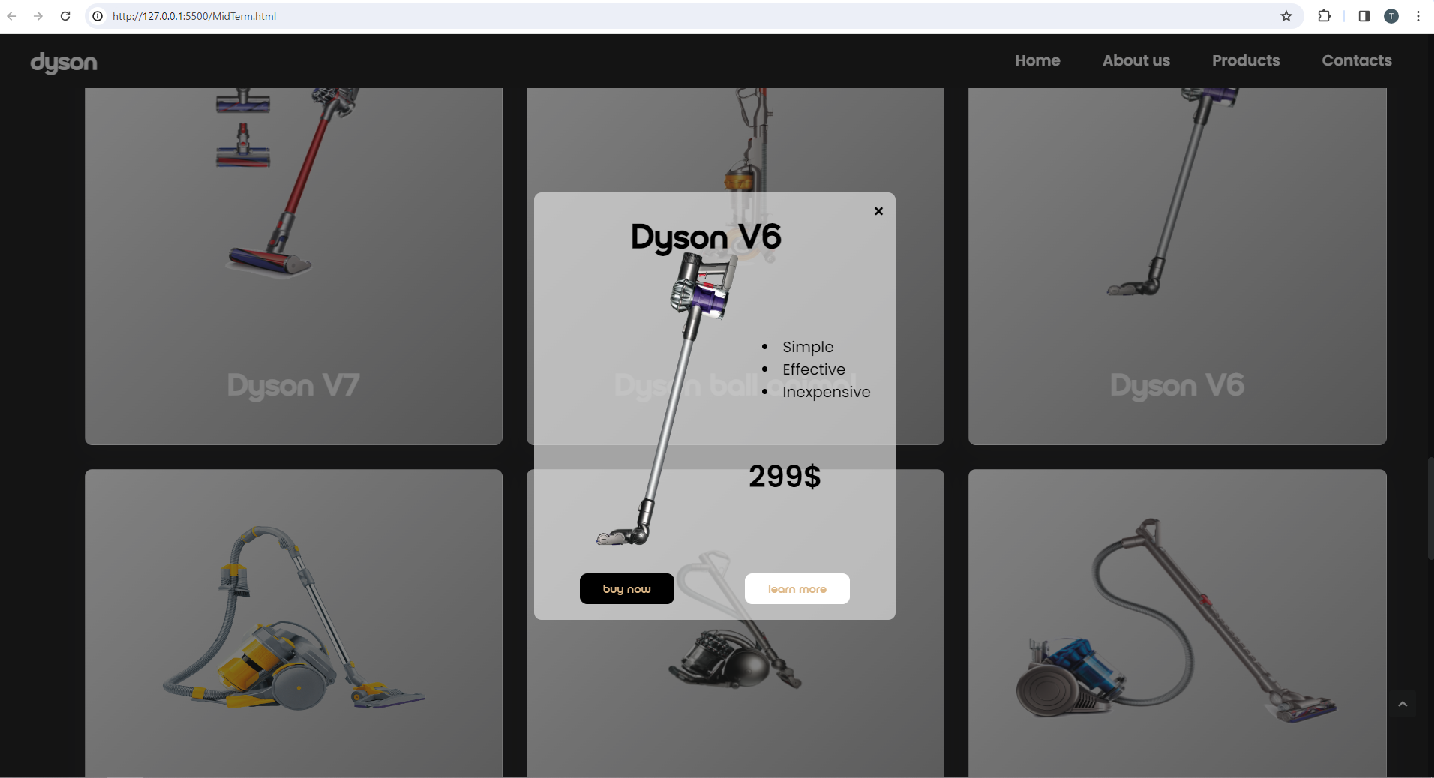 http://127.0.0.1:5500/MidTerm.html
T
dyson
Home About us Products Contacts
Dyson V6
Simple
Effective
Inexpensive
299$
buy now learn more
Dyson V7 Dyson ball animal Dyson V6